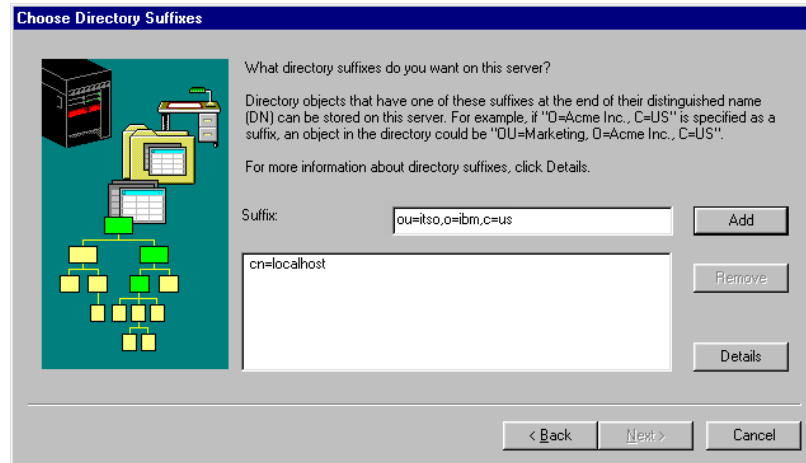 Choose Directory Suffixes
What directory suffixes do you want on this server?
Directory objects that have one of these suffixes at the end of their distinguished name
(DN) can be stored on this server. For example, if "O=Acme Inc., C=US" is specified as a
suffix, an object in the directory could be "OU=Marketing, O=Acme Inc., C=US".
For more information about directory suffixes, click Details.
Suffix: ou=itso,o=ibm,c=us Add
cn=localhost
Remove
Details
< Back Next > Cancel